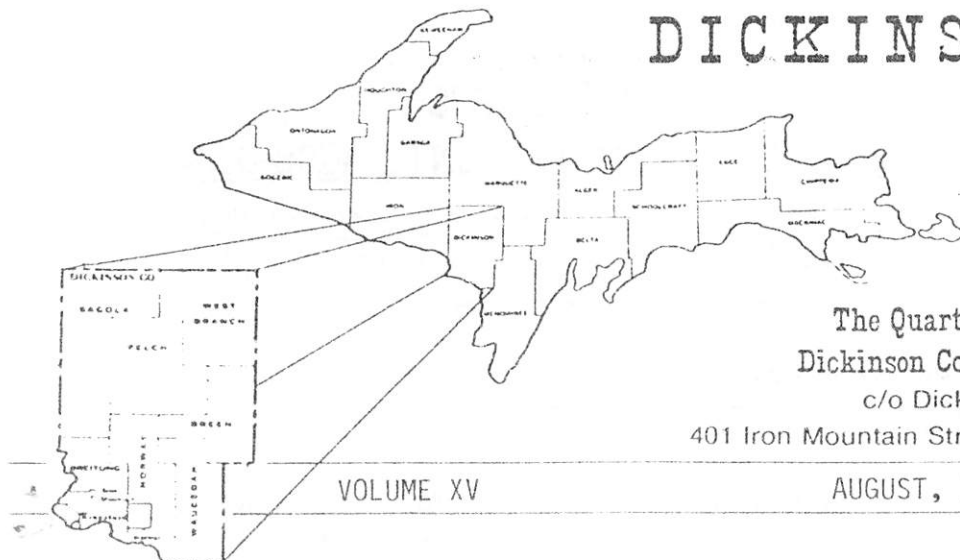 DICKINS
KEWEENAW
HOUGHTON
ONTONAGON
BARAGA
GOGEBIC
MARQUETTE
LUCE
CHIPPEWA
ALGER
SCHOOLCRAFT
IRON
MACKINAC
DICKINSON
DELTA
MENOMINEE
DICKINSON CO
SAGOLA
WEST
BRANCH
FELCH
BREEN
BREITUNG
NORWAY
WAUCEDAH
The Quart
Dickinson Co
c/o Dick
401 Iron Mountain Str
VOLUME XV
AUGUST,